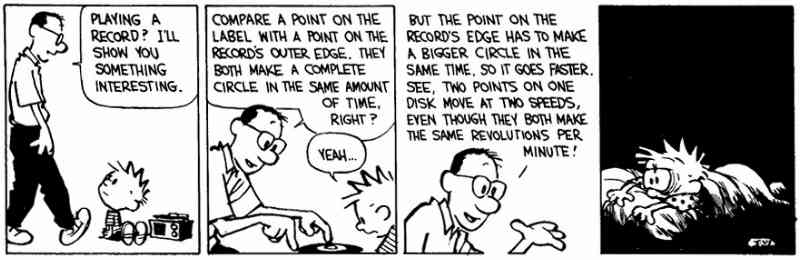 PLAYING A
RECORD? I'LL
SHOW YOU
SOMETHING
INTERESTING.
COMPARE A POINT ON THE
LABEL WITH A POINT ON THE
RECORD'S OUTER EDGE. THEY
BOTH MAKE A COMPLETE
CIRCLE IN THE SAME AMOUNT
OF TIME,
RIGHT?
YEAH...
BUT THE POINT ON THE
RECORD'S EDGE HAS TO MAKE
A BIGGER CIRCLE IN THE
SAME TIME, SO IT GOES FASTER.
SEE, TWO POINTS ON ONE
DISK MOVE AT TWO SPEEDS,
EVEN THOUGH THEY BOTH MAKE
THE SAME REVOLUTIONS PER
MINUTE!